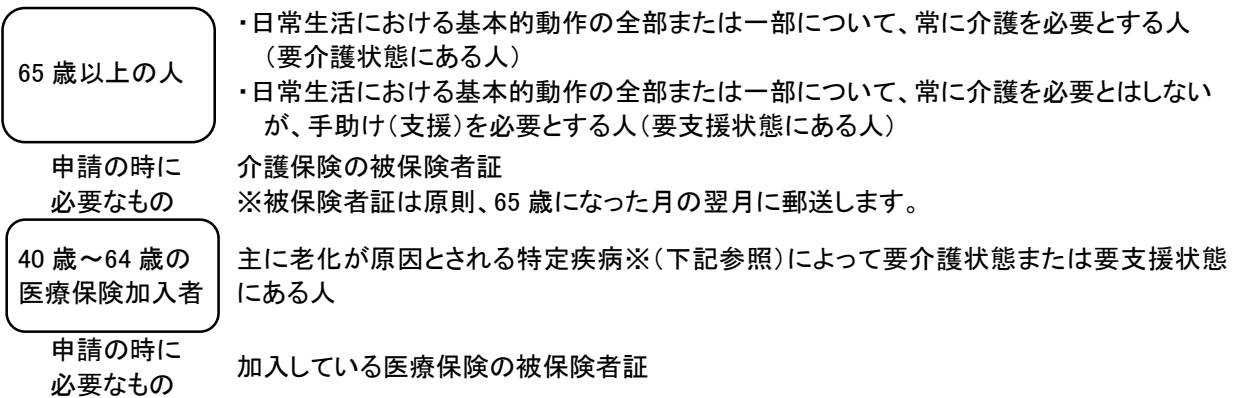 65 歳以上の人
・日常生活における基本的動作の全部または一部について、常に介護を必要とする人
（要介護状態にある人）
・日常生活における基本的動作の全部または一部について、常に介護を必要とはしない
が、手助け（支援）を必要とする人（要支援状態にある人）
申請の時に
必要なもの
介護保険の被保険者証
※被保険者証は原則、65 歳になった月の翌月に郵送します。
40 歳～64 歳の
医療保険加入者
主に老化が原因とされる特定疾病※（下記参照）によって要介護状態または要支援状態
にある人
申請の時に
必要なもの
加入している医療保険の被保険者証